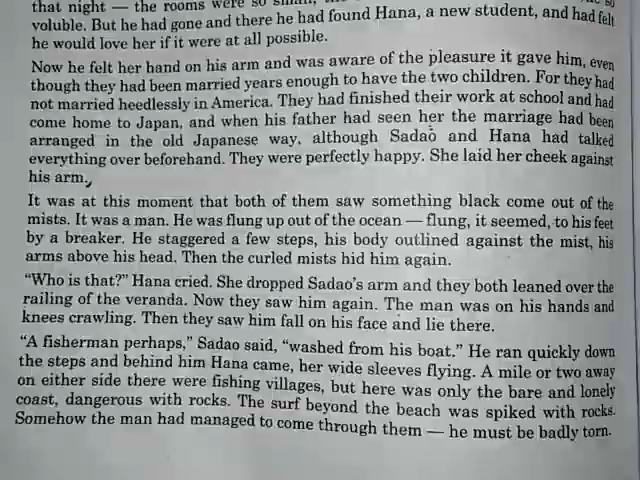 that night — the rooms were so small,
voluble. But he had gone and there he had found Hana, a new student, and had felt
he would love her if it were at all possible.
Now he felt her hand on his arm and was aware of the pleasure it gave him, even
though they had been married years enough to have the two children. For they had
not married heedlessly in America. They had finished their work at school and had
come home to Japan, and when his father had seen her the marriage had been
arranged in the old Japanese way, although Sadao and Hana had talked
everything over beforehand. They were perfectly happy. She laid her cheek against
his arm.
It was at this moment that both of them saw something black come out of the
mists. It was a man. He was flung up out of the ocean — flung, it seemed, to his feet
by a breaker. He staggered a few steps, his body outlined against the mist, his
arms above his head. Then the curled mists hid him again.
“Who is that?” Hana cried. She dropped Sadao’s arm and they both leaned over the
railing of the veranda. Now they saw him again. The man was on his hands and
knees crawling. Then they saw him fall on his face and lie there.
“A fisherman perhaps,” Sadao said, “washed from his boat.” He ran quickly down
the steps and behind him Hana came, her wide sleeves flying. A mile or two away
on either side there were fishing villages, but here was only the bare and lonely
coast, dangerous with rocks. The surf beyond the beach was spiked with rocks.
Somehow the man had managed to come through them — he must be badly torn.